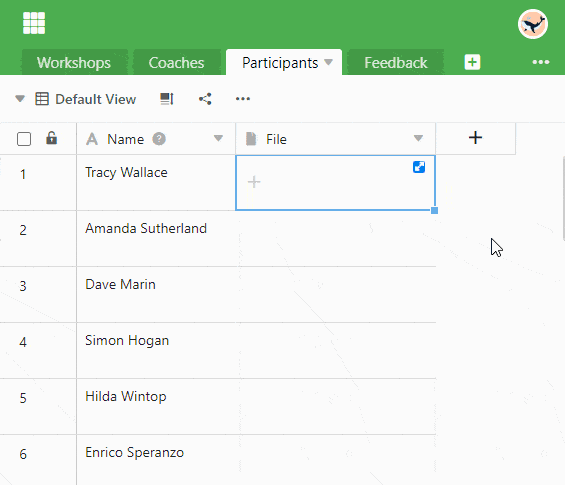 Workshops Coaches Participants Feedback
Default View
Name File
1 Tracy Wallace
2 Amanda Sutherland
3 Dave Marin
4 Simon Hogan
5 Hilda Wintop
6 Enrico Speranzo